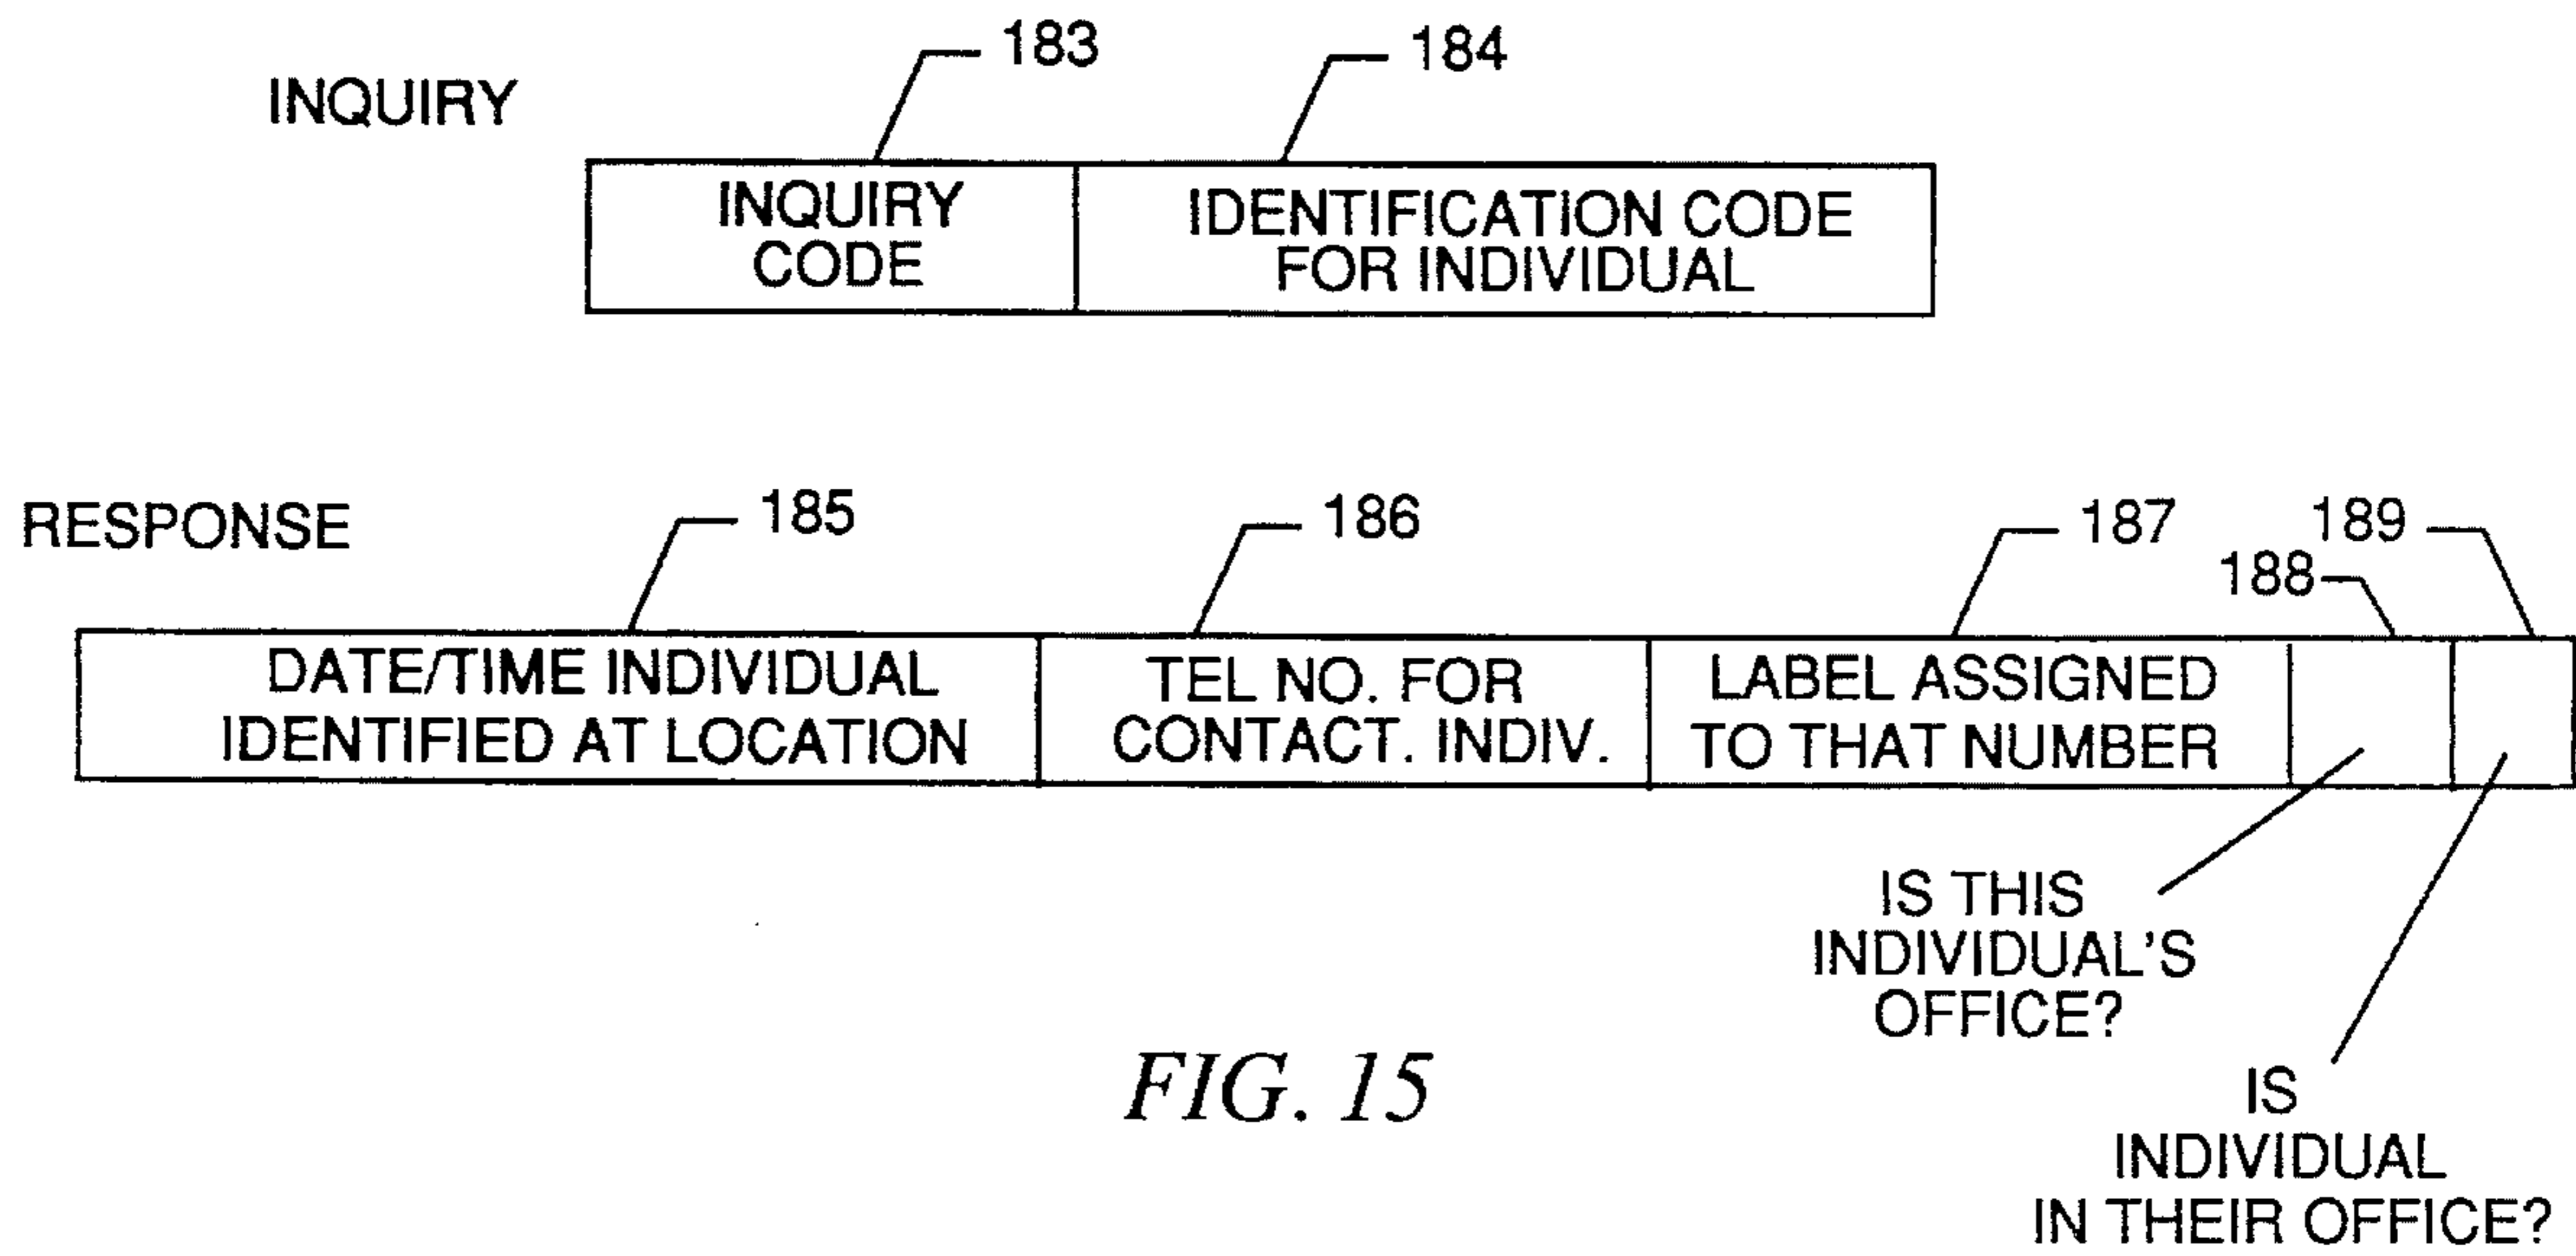 INQUIRY
183
184
INQUIRY
CODE
IDENTIFICATION CODE
FOR INDIVIDUAL
RESPONSE
185
186
187
188
189
DATE/TIME INDIVIDUAL
IDENTIFIED AT LOCATION
TEL NO. FOR
CONTACT. INDIV.
LABEL ASSIGNED
TO THAT NUMBER
IS THIS
INDIVIDUAL'S
OFFICE?
IS
INDIVIDUAL
IN THEIR OFFICE?
FIG. 15